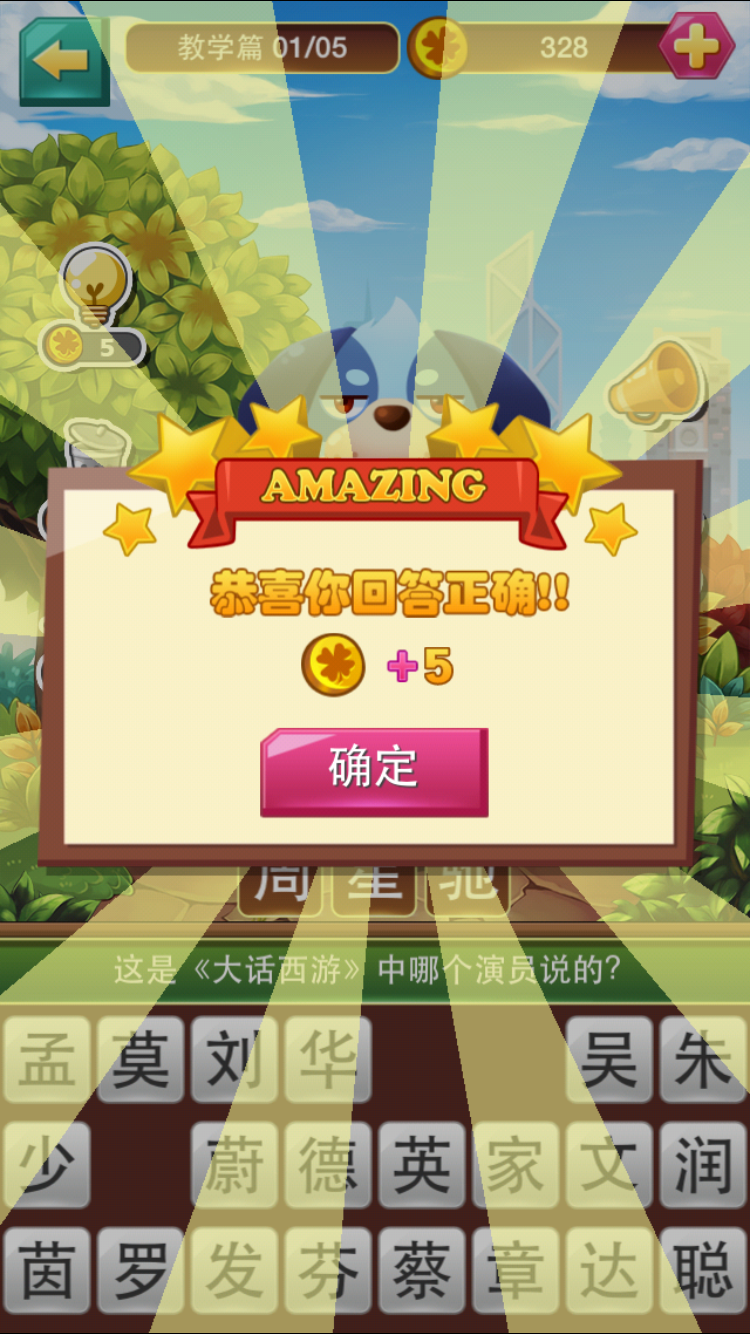 教学篇 01/05
328
5
AMAZING
恭喜你回答正确!!
+5
确定
周星驰
这是《大话西游》中哪个演员说的?
孟莫刘华吴朱
少蔚德英家文润
茵罗发芬蔡章达聪